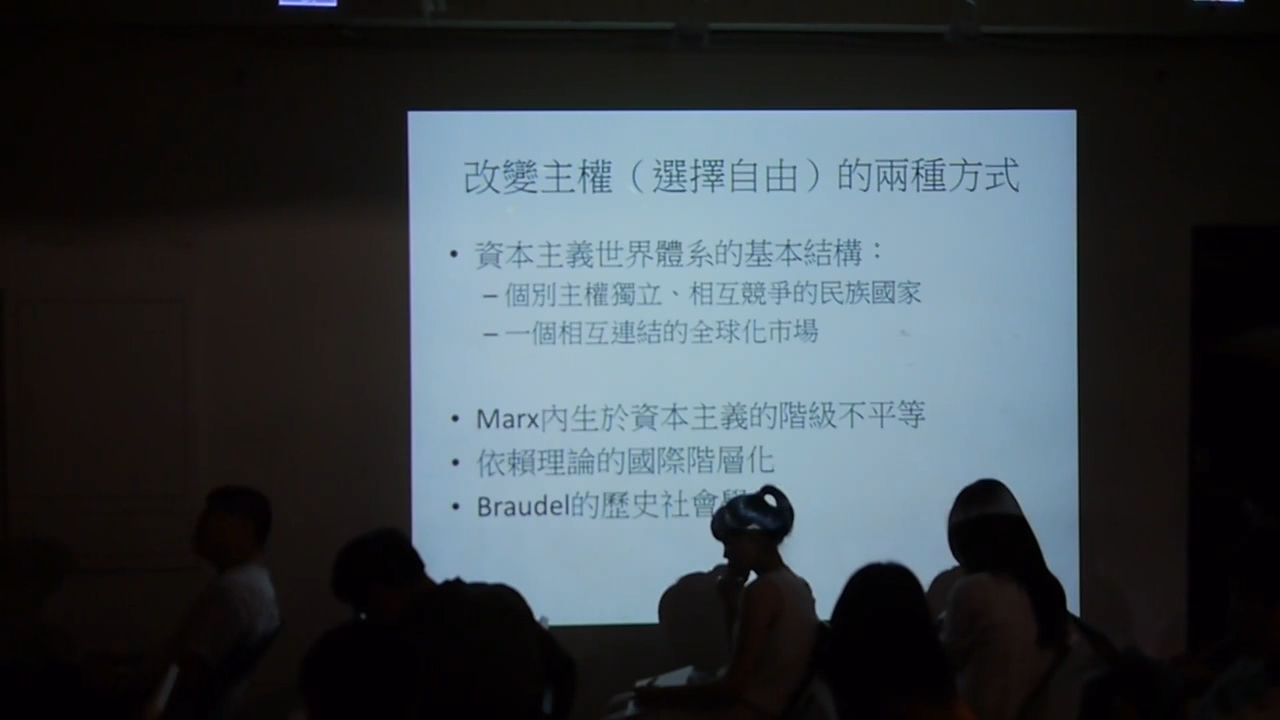 改變主權（選擇自由）的兩種方式
• 資本主義世界體系的基本結構：
– 個別主權獨立、相互競爭的民族國家
– 一個相互連結的全球化市場
• Marx內生於資本主義的階級不平等
• 依賴理論的國際階層化
• Braudel的歷史社會學